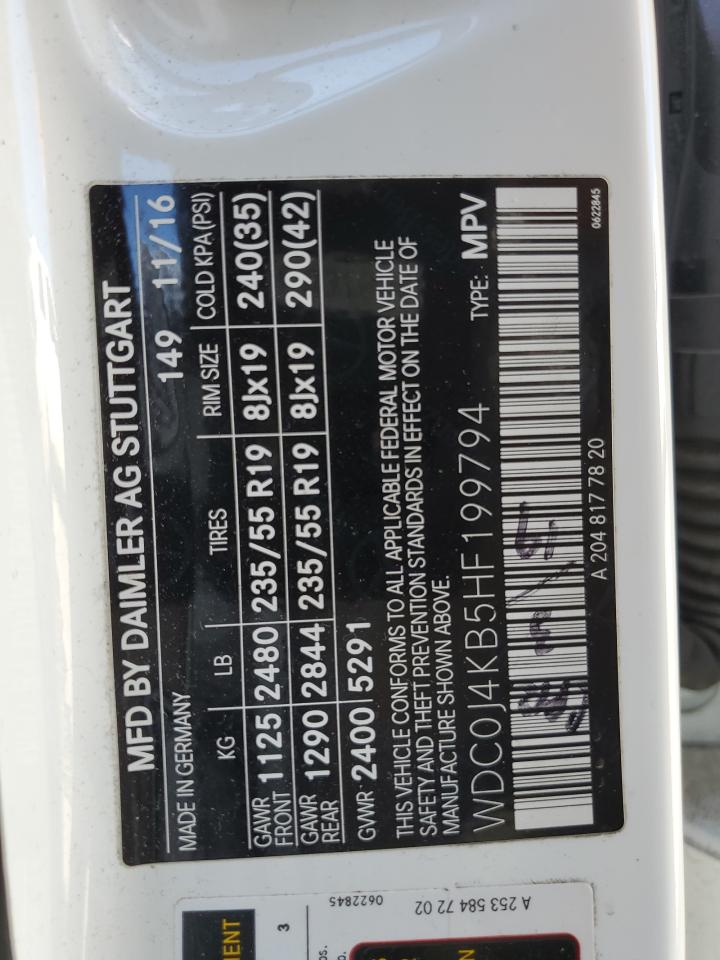 MFD BY DAIMLER AG STUTTGART
MADE IN GERMANY 149 11/16
KG LB TIRES RIM SIZE COLD KPA(PSI)
GAWR FRONT 1125 2480 235/55 R19 8Jx19 240(35)
GAWR REAR 1290 2844 235/55 R19 8Jx19 290(42)
GVWR 2400 5291
THIS VEHICLE CONFORMS TO ALL APPLICABLE FEDERAL MOTOR VEHICLE
SAFETY AND THEFT PREVENTION STANDARDS IN EFFECT ON THE DATE OF
MANUFACTURE SHOWN ABOVE.
WDC0J4KB5HF199794 TYPE: MPV
A 204 817 78 20 0622845
A 253 584 72 02
0622845
3